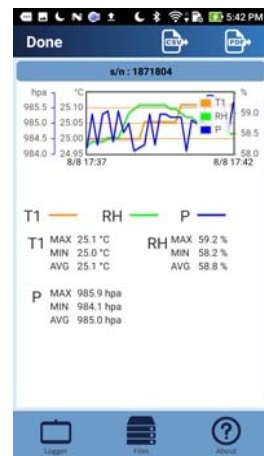 5:42 PM
Done
CSV
PDF
s/n : 1871804
hpa °C %
985.5 25.10
985.0 25.05
984.5 25.00
984.0 24.95
59.0
58.5
58.0
T1
RH
P
8/8 17:37 8/8 17:42
T1 RH P
T1 MAX 25.1 °C
MIN 25.0 °C
AVG 25.1 °C
RH MAX 59.2 %
MIN 58.2 %
AVG 58.8 %
P MAX 985.9 hpa
MIN 984.1 hpa
AVG 985.0 hpa
Logger Files About